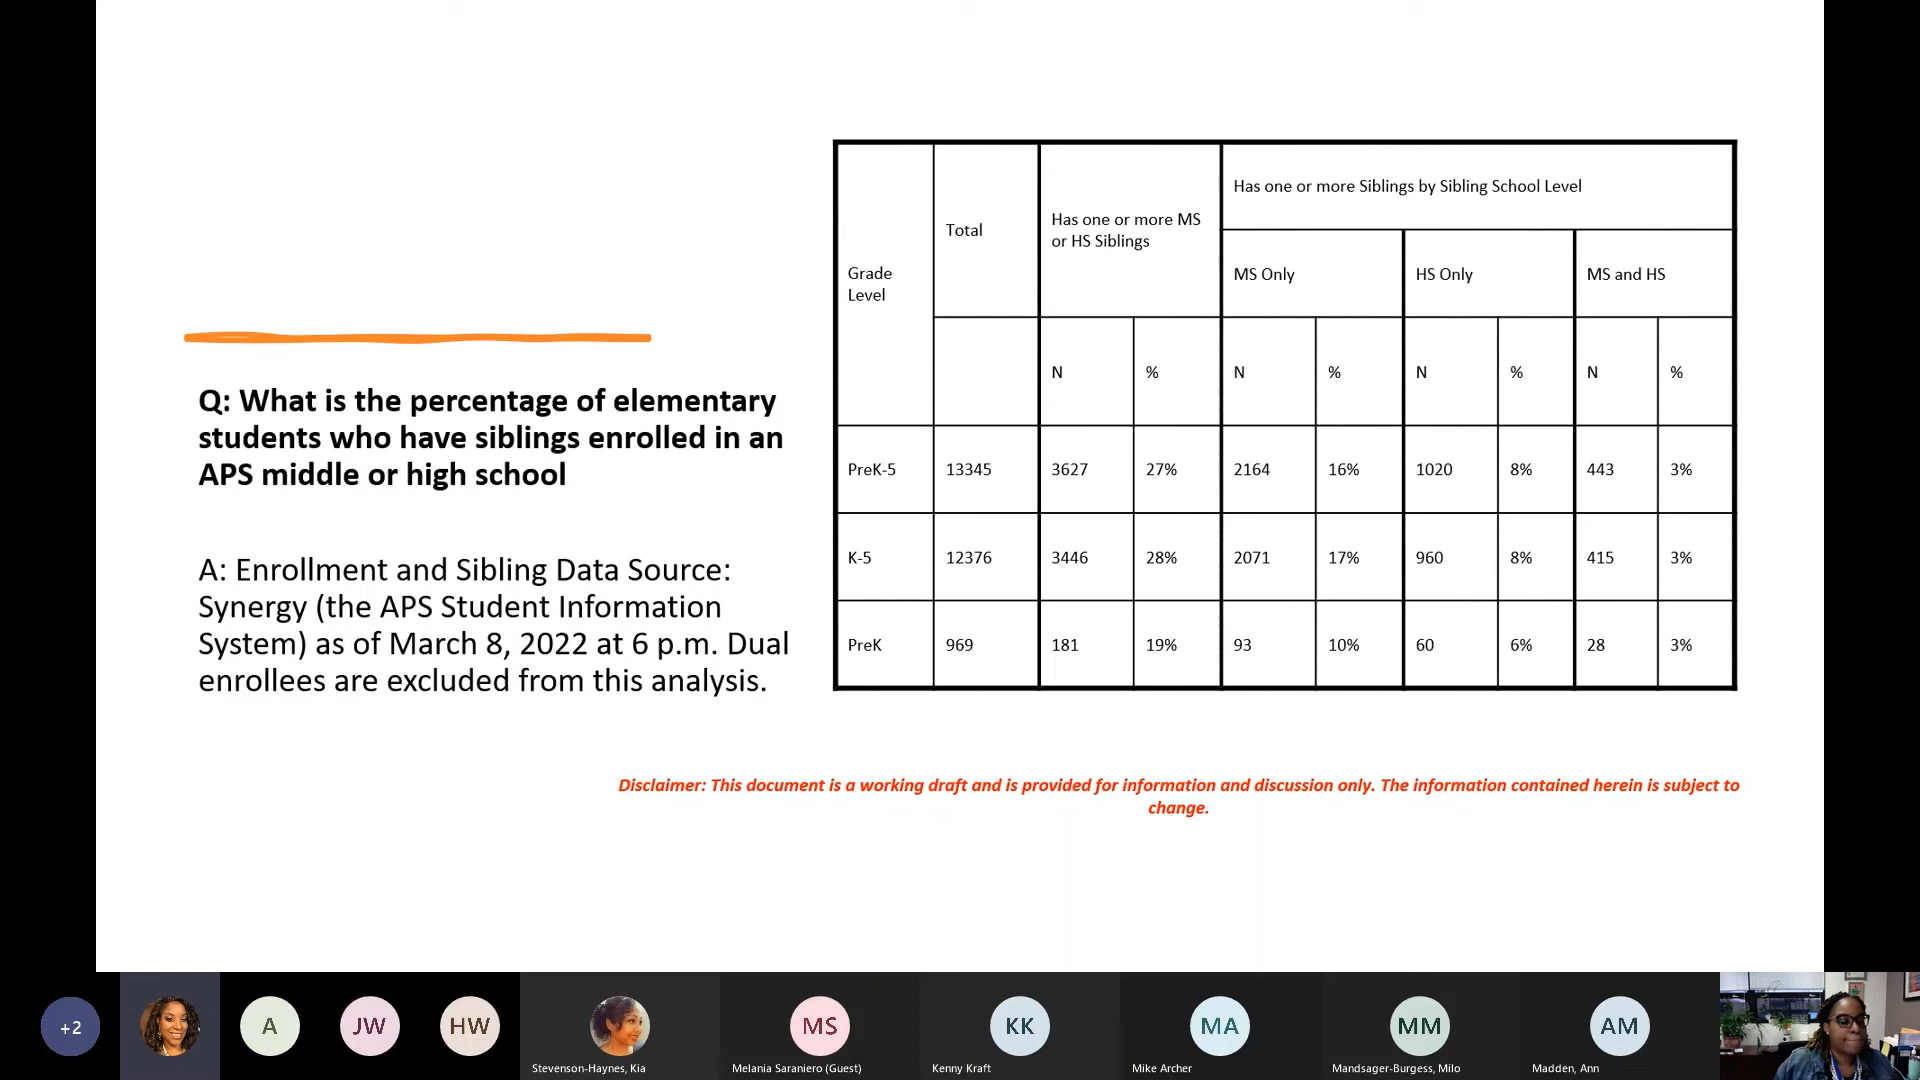 Q: What is the percentage of elementary
students who have siblings enrolled in an
APS middle or high school
A: Enrollment and Sibling Data Source:
Synergy (the APS Student Information
System) as of March 8, 2022 at 6 p.m. Dual
enrollees are excluded from this analysis.
Grade
Level
Total
Has one or more MS
or HS Siblings
Has one or more Siblings by Sibling School Level
MS Only
HS Only
MS and HS
N % N % N % N %
PreK-5 13345 3627 27% 2164 16% 1020 8% 443 3%
K-5 12376 3446 28% 2071 17% 960 8% 415 3%
PreK 969 181 19% 93 10% 60 6% 28 3%
Disclaimer: This document is a working draft and is provided for information and discussion only. The information contained herein is subject to
change.
+2
A
JW
HW
Stevenson-Haynes, Kia
MS
Melania Saraniero (Guest)
KK
Kenny Kraft
MA
Mike Archer
MM
Mandsager-Burgess, Milo
AM
Madden, Ann